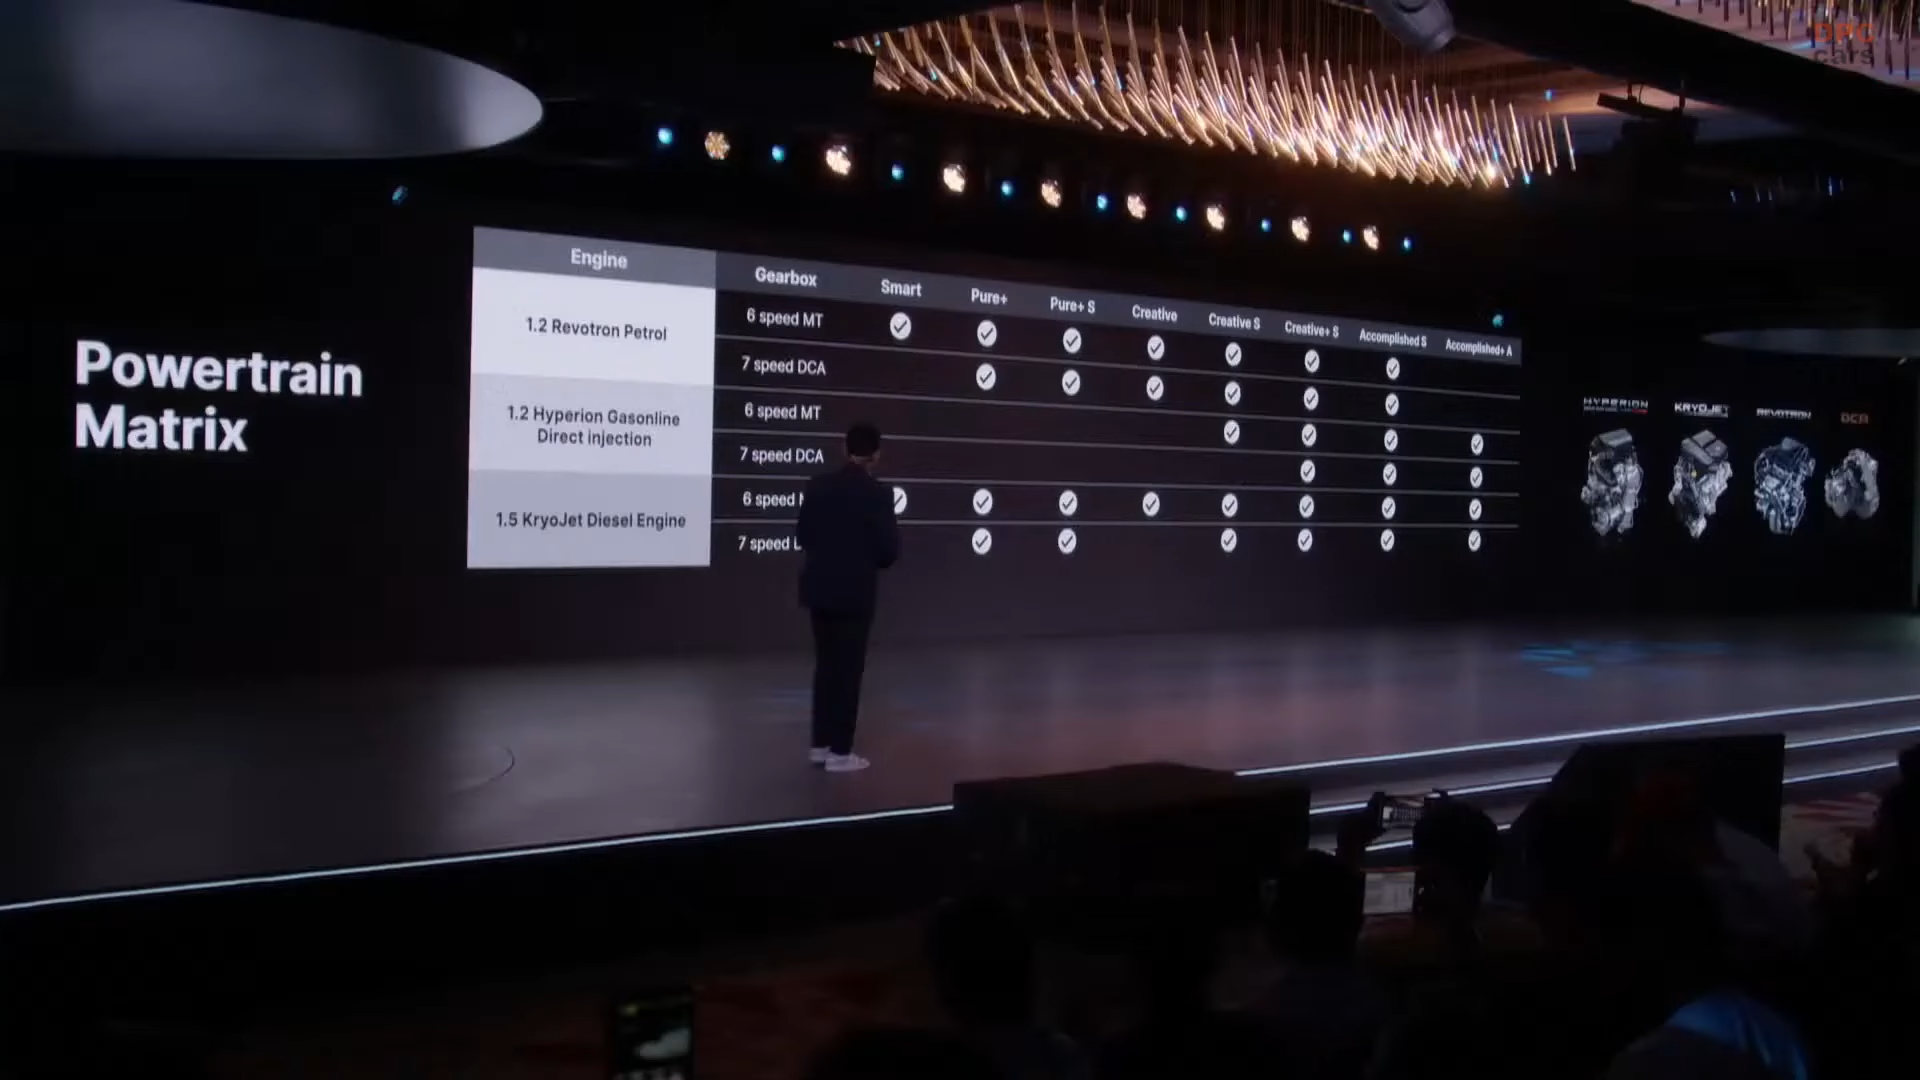 DPC
cars
Powertrain
Matrix
Engine
Gearbox
Smart
Pure+
Pure+ S
Creative
Creative S
Creative+ S
Accomplished S
Accomplished+ A
1.2 Revotron Petrol
6 speed MT
7 speed DCA
1.2 Hyperion Gasonline
Direct injection
6 speed MT
7 speed DCA
1.5 KryoJet Diesel Engine
6 speed
7 speed
HYPERION
KRYOJET
REVOTRON
DCA